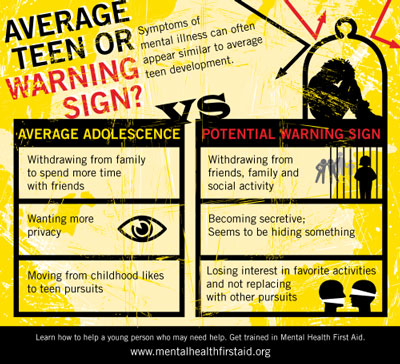 AVERAGE
TEEN OR
WARNING
SIGN?
Symptoms of
mental illness can often
appear similar to average
teen development.
VS
AVERAGE ADOLESCENCE
Withdrawing from family
to spend more time
with friends
Wanting more
privacy
Moving from childhood likes
to teen pursuits
POTENTIAL WARNING SIGN
Withdrawing from
friends, family and
social activity
Becoming secretive;
Seems to be hiding something
Losing interest in favorite activities
and not replacing
with other pursuits
Learn how to help a young person who may need help. Get trained in Mental Health First Aid.
www.mentalhealthfirstaid.org